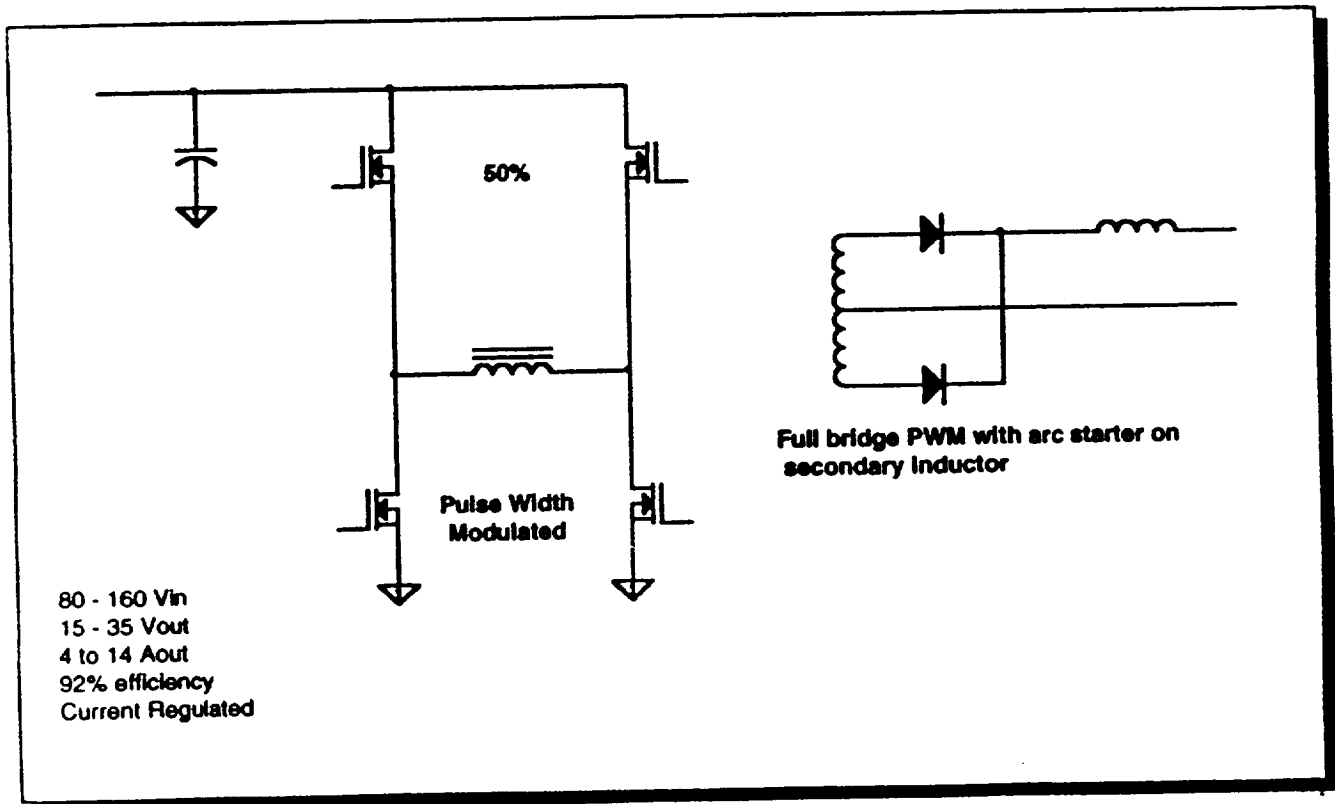 50%
Full bridge PWM with arc starter on
secondary inductor
Pulse Width
Modulated
80 - 160 Vin
15 - 35 Vout
4 to 14 Aout
92% efficiency
Current Regulated